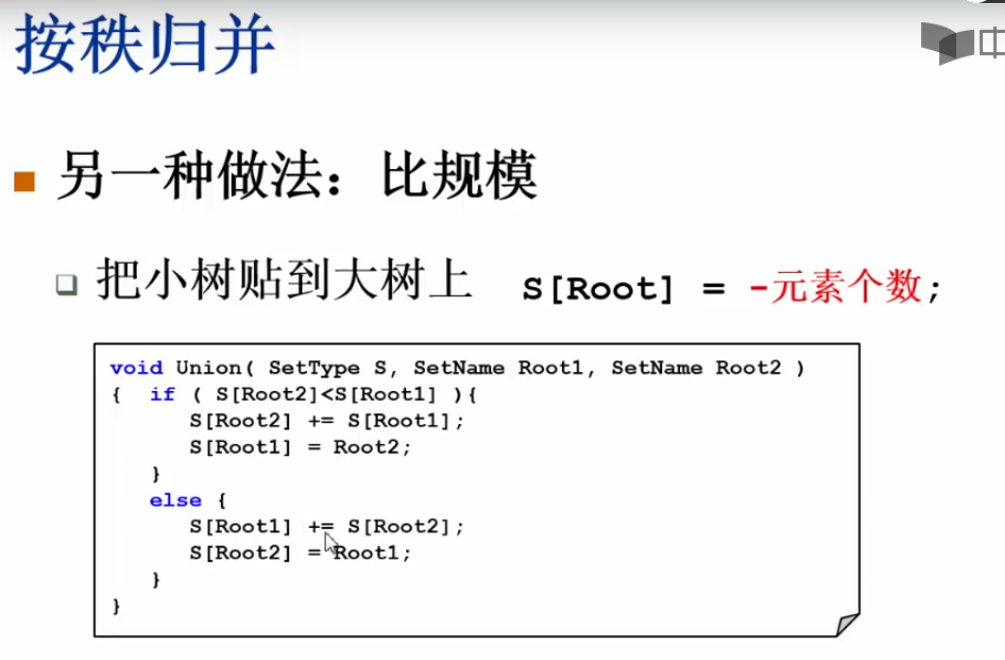 按秩归并
中
另一种做法：比规模
把小树贴到大树上 S[Root] = -元素个数;
void Union( SetType S, SetName Root1, SetName Root2 )
{ if ( S[Root2]<S[Root1] ){
S[Root2] += S[Root1];
S[Root1] = Root2;
}
else {
S[Root1] += S[Root2];
S[Root2] = Root1;
}
}